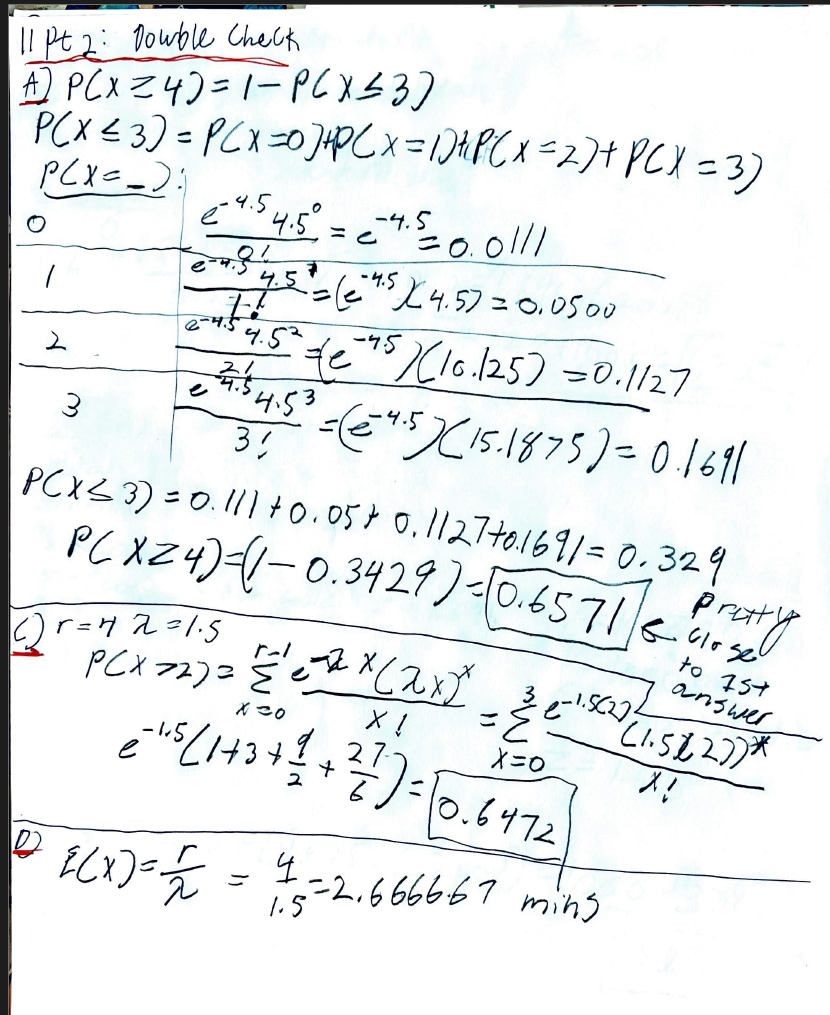 11 Pt 2: Double Check
A) P(X ≥ 4) = 1 - P(X ≤ 3)
P(X ≤ 3) = P(X=0)+P(X=1)+P(X=2)+P(X=3)
P(X=_):
0 e^-4.5 4.5^0 / 0! = e^-4.5 = 0.0111
1 e^-4.5 4.5^1 / 1! = (e^-4.5)(4.5) = 0.0500
2 e^-4.5 4.5^2 / 2! = (e^-4.5)(10.125) = 0.1127
3 e^-4.5 4.5^3 / 3! = (e^-4.5)(15.1875) = 0.1691
P(X ≤ 3) = 0.111 + 0.05 + 0.1127 + 0.1691 = 0.329
P(X ≥ 4) = (1 - 0.3429) = 0.6571
← Pretty
close
to 1st
answer
C) r=4 λ=1.5
P(X>2) = Σ_{x=0}^{r-1} e^-λx (λx)^x / x! = Σ_{x=0}^{3} e^-1.5(2) (1.5(2))^x / x!
e^-1.5 (1+3+9/2+27/6) = 0.6472
D) E(X) = r/λ = 4/1.5 = 2.666667 mins